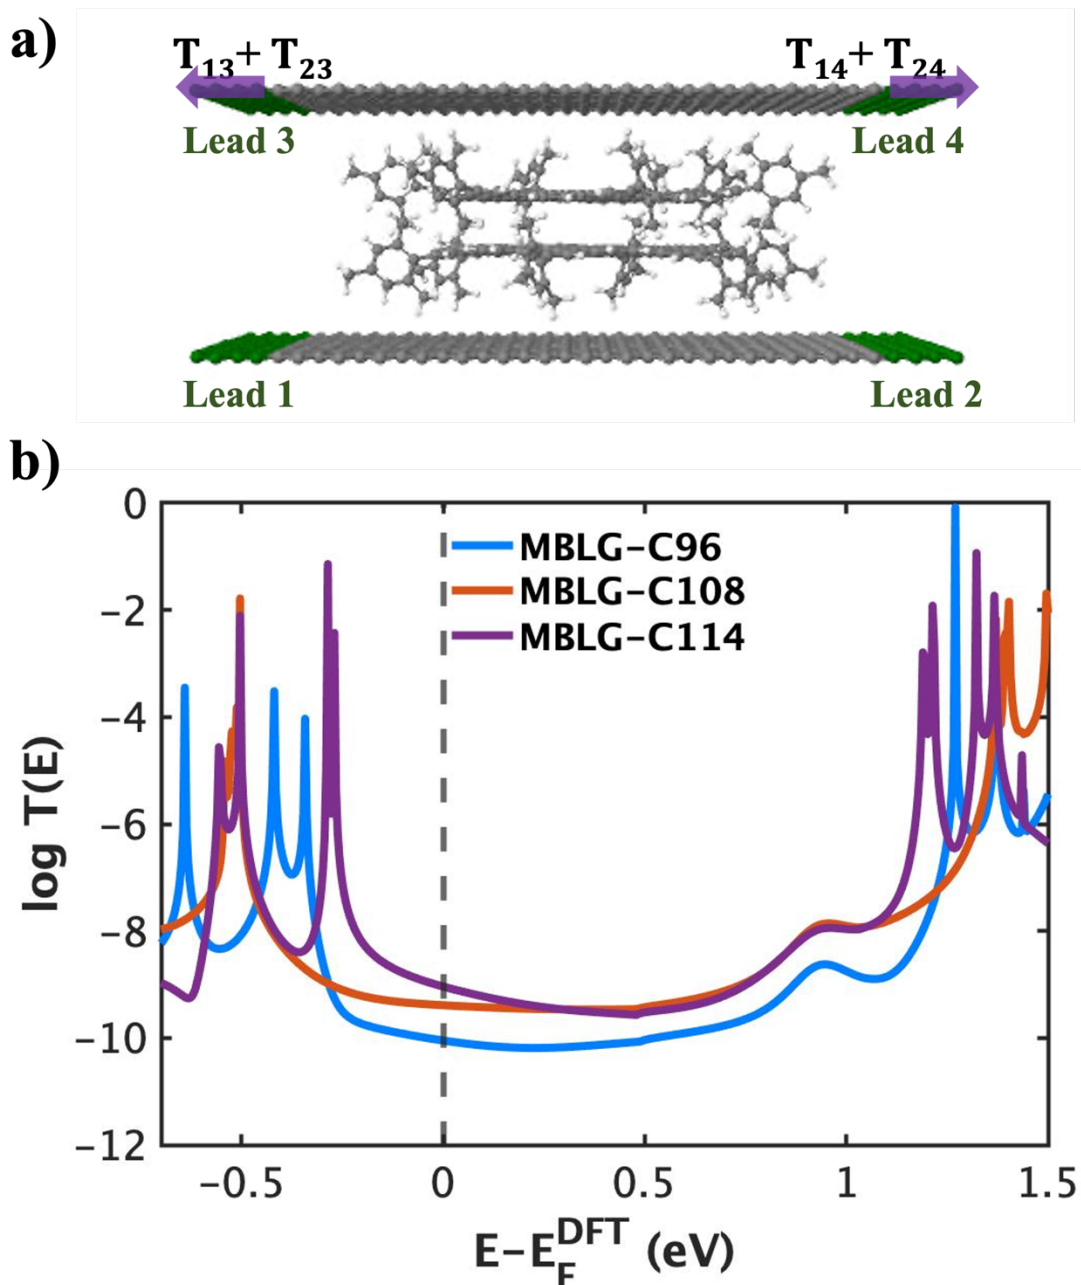 a)
T₁₃+ T₂₃ T₁₄+ T₂₄
Lead 3 Lead 4
Lead 1 Lead 2
b)
0
−2
−4
−6
−8
−10
−12
log T(E)
MBLG−C96
MBLG−C108
MBLG−C114
−0.5 0 0.5 1 1.5
E−E_F^DFT (eV)